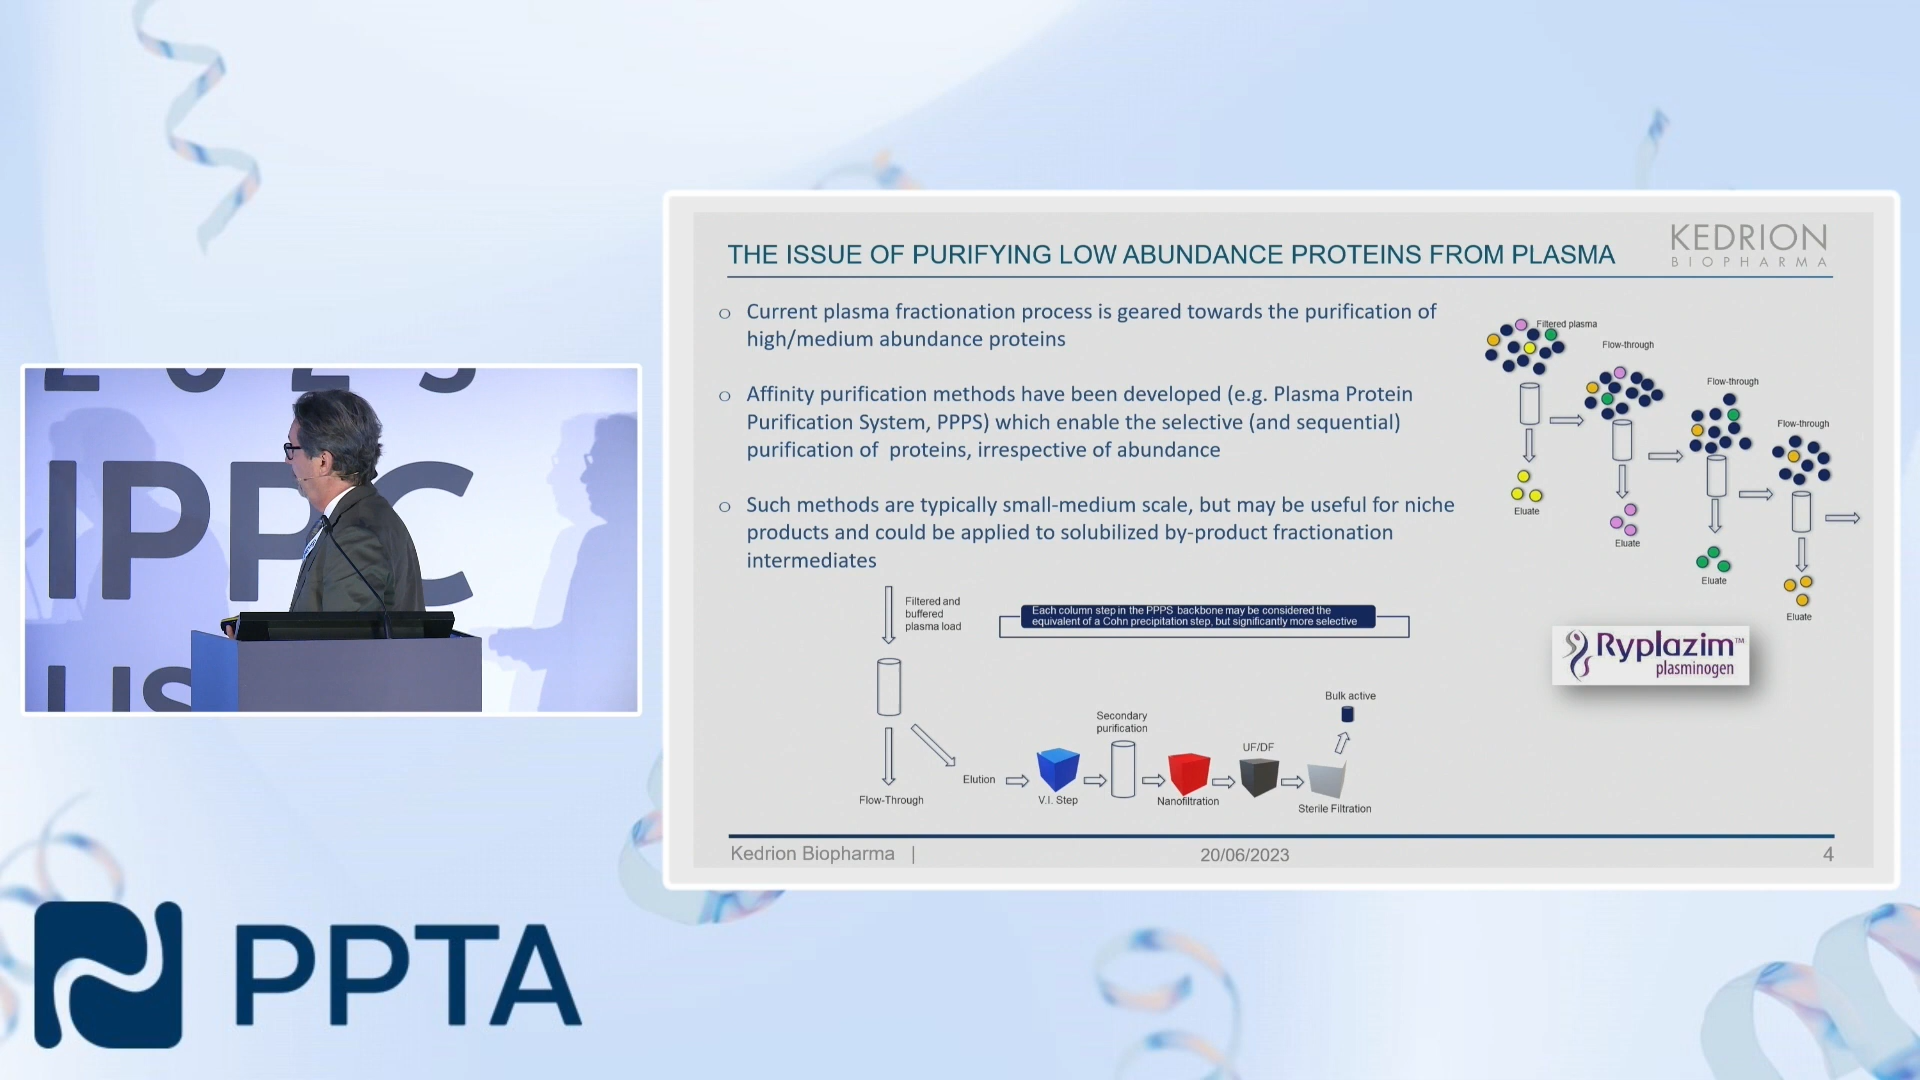 2023
IPPC
LIS
PPTA
THE ISSUE OF PURIFYING LOW ABUNDANCE PROTEINS FROM PLASMA
KEDRION
BIOPHARMA
o Current plasma fractionation process is geared towards the purification of
high/medium abundance proteins
o Affinity purification methods have been developed (e.g. Plasma Protein
Purification System, PPPS) which enable the selective (and sequential)
purification of proteins, irrespective of abundance
o Such methods are typically small-medium scale, but may be useful for niche
products and could be applied to solubilized by-product fractionation
intermediates
Filtered plasma
Flow-through
Flow-through
Flow-through
Eluate
Eluate
Eluate
Eluate
Ryplazim™
plasminogen
Filtered and
buffered
plasma load
Each column step in the PPPS backbone may be considered the
equivalent of a Cohn precipitation step, but significantly more selective
Flow-Through
Elution
V.I. Step
Secondary
purification
Nanofiltration
UF/DF
Sterile Filtration
Bulk active
Kedrion Biopharma |
20/06/2023
4